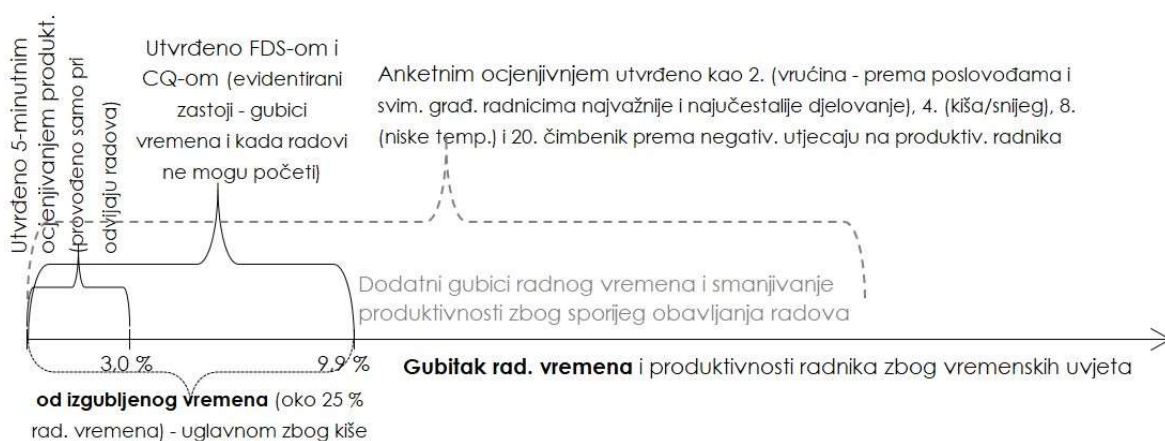 Utvrđeno 5-minutnim
ocjenjivanjem produkt.
(provođeno samo pri
odvijaju radova)
Utvrđeno FDS-om i
CQ-om (evidentirani
zastoji - gubici
vremena i kada radovi
ne mogu početi)
Anketnim ocjenjivnjem utvrđeno kao 2. (vrućina - prema poslovođama i
svim. građ. radnicima najvažnije i najučestalije djelovanje), 4. (kiša/snijeg), 8.
(niske temp.) i 20. čimbenik prema negativ. utjecaju na produktiv. radnika
Dodatni gubici radnog vremena i smanjivanje
produktivnosti zbog sporijeg obavljanja radova
3,0 %
9,9 %
Gubitak rad. vremena i produktivnosti radnika zbog vremenskih uvjeta
od izgubljenog vremena (oko 25 %
rad. vremena) - uglavnom zbog kiše